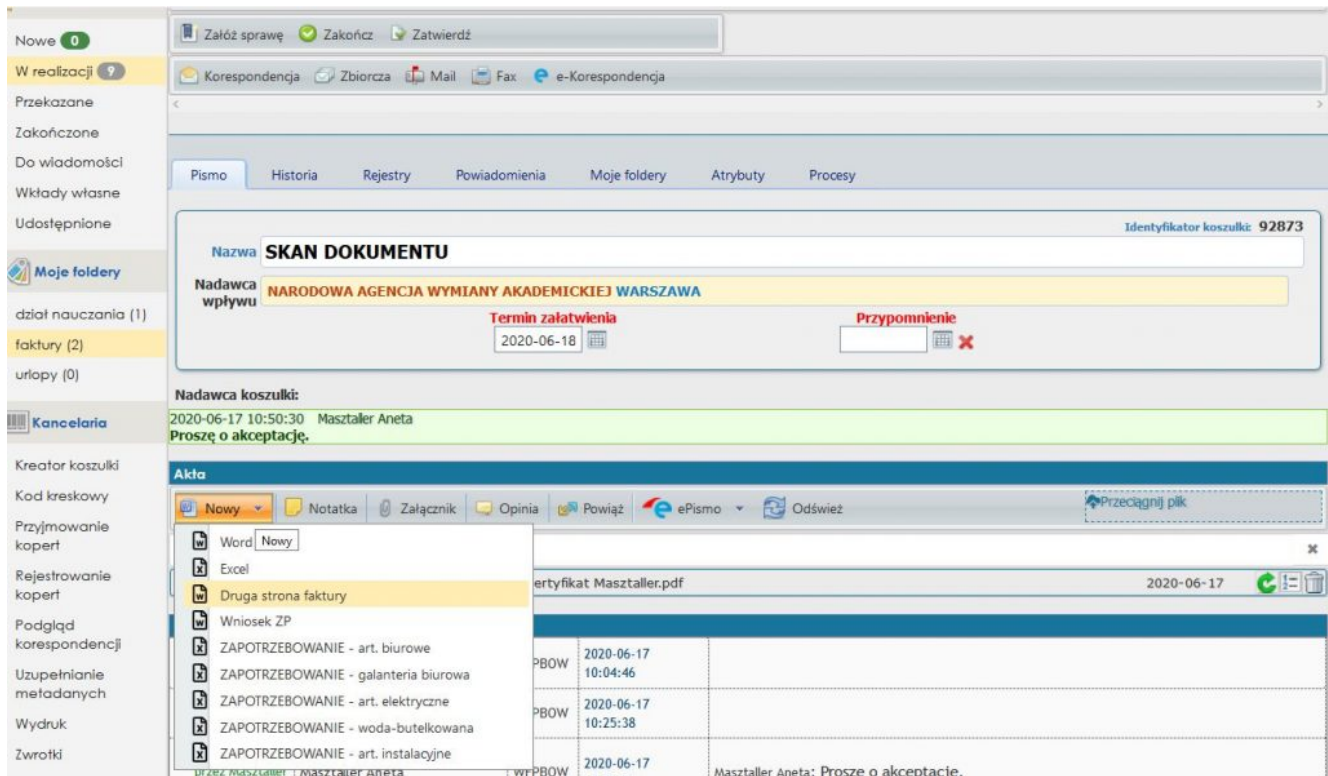 Nowe 0
W realizacji 9
Przekazane
Zakończone
Do wiadomości
Wkłady własne
Udostępnione
Moje foldery
dział nauczania (1)
faktury (2)
urlopy (0)
Kancelaria
Kreator koszulki
Kod kreskowy
Przyjmowanie
kopert
Rejestrowanie
kopert
Podgląd
korespondencji
Uzupełnianie
metadanych
Wydruk
Zwrotki
Załóż sprawę Zakończ Zatwierdź
Korespondencja Zbiorcza Mail Fax e-Korespondencja
Pismo Historia Rejestry Powiadomienia Moje foldery Atrybuty Procesy
Identyfikator koszulki: 92873
Nazwa SKAN DOKUMENTU
Nadawca
wpływu NARODOWA AGENCJA WYMIANY AKADEMICKIEJ WARSZAWA
Termin załatwienia Przypomnienie
2020-06-18
Nadawca koszulki:
2020-06-17 10:50:30 Masztaller Aneta
Proszę o akceptację.
Akta
Nowy Notatka Załącznik Opinia Powiąż ePismo Odśwież Przeciągnij plik
Word Nowy
Excel
ertyfikat Masztaller.pdf 2020-06-17
Druga strona faktury
Wniosek ZP
ZAPOTRZEBOWANIE - art. biurowe
ZAPOTRZEBOWANIE - galanteria biurowa
ZAPOTRZEBOWANIE - art. elektryczne
ZAPOTRZEBOWANIE - woda-butelkowana
ZAPOTRZEBOWANIE - art. instalacyjne
PBOW 2020-06-17
10:04:46
PBOW 2020-06-17
10:25:38
2020-06-17
przez Masztaller Masztaller Aneta WFPBOW Masztaller Aneta: Proszę o akceptację.